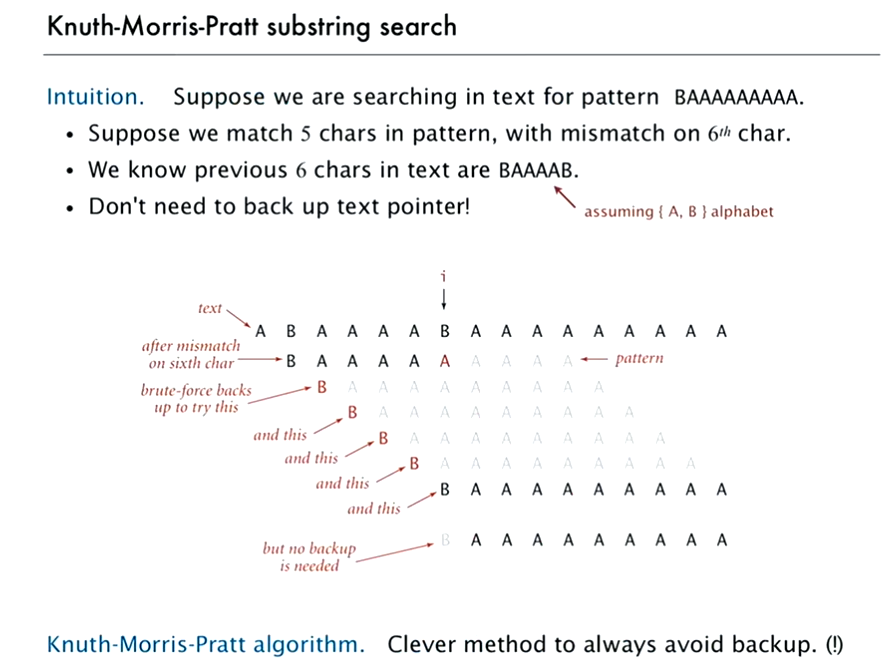 Knuth-Morris-Pratt substring search
Intuition. Suppose we are searching in text for pattern BAAAAAAAAA.
• Suppose we match 5 chars in pattern, with mismatch on 6th char.
• We know previous 6 chars in text are BAAAAB.
• Don't need to back up text pointer!
assuming { A, B } alphabet
i
text
A B A A A A B A A A A A A A A A
after mismatch
on sixth char
B A A A A A A A A A
pattern
brute-force backs
up to try this
B A A A A A A A A A
and this
B A A A A A A A A A
and this
B A A A A A A A A A
and this
B A A A A A A A A A
and this
B A A A A A A A A A
but no backup
is needed
B A A A A A A A A A
Knuth-Morris-Pratt algorithm. Clever method to always avoid backup. (!)